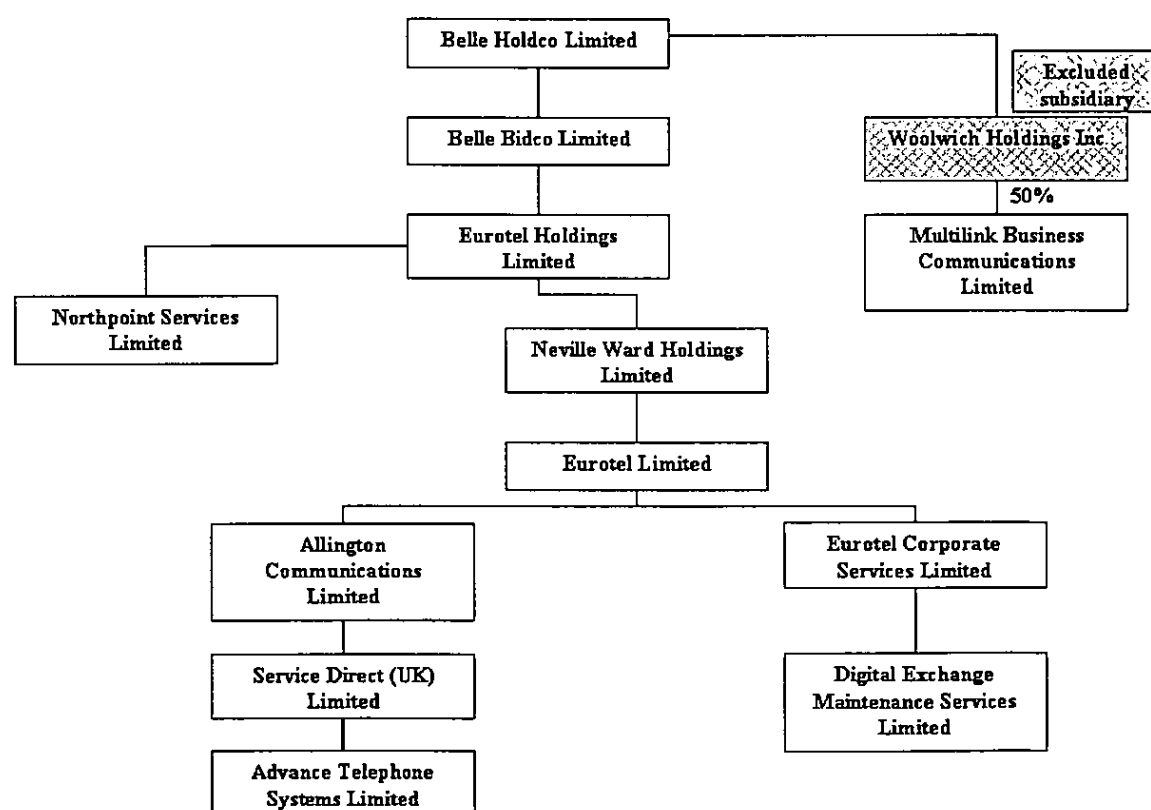 Belle Holdco Limited
Excluded
subsidiary
Belle Bidco Limited
Woolwich Holdings Inc
50%
Eurotel Holdings
Limited
Multilink Business
Communications
Limited
Northpoint Services
Limited
Neville Ward Holdings
Limited
Eurotel Limited
Allington
Communications
Limited
Eurotel Corporate
Services Limited
Service Direct (UK)
Limited
Digital Exchange
Maintenance Services
Limited
Advance Telephone
Systems Limited